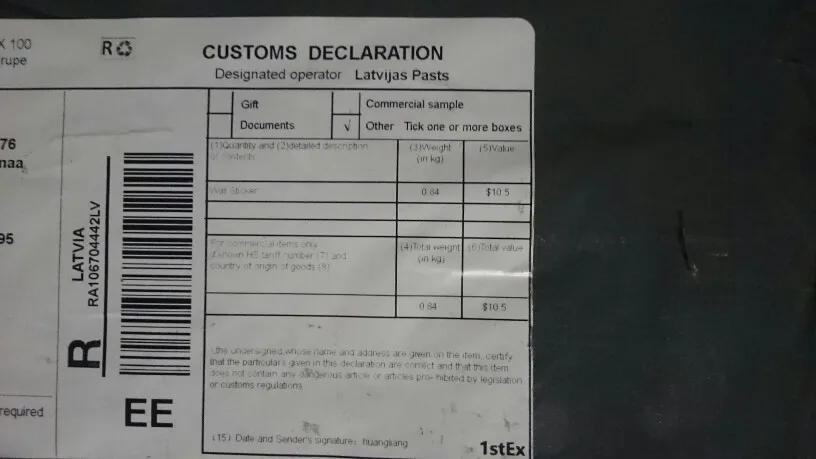 X 100
rupe
R
CUSTOMS DECLARATION
Designated operator Latvijas Pasts
Gift
Commercial sample
Documents
√ Other Tick one or more boxes
(1)Quantity and (2)detailed description
of contents
(3)Weight
(in kg)
(5)Value
Wall Sticker
0.84
$10.5
For commercial items only
If known HS tariff number (7) and
country of origin of goods (8)
(4)Total weight
(in kg)
(6)Total value
0.84
$10.5
I,the undersigned,whose name and address are given on the item, certify
that the particulars given in this declaration are correct and that this item
does not contain any dangerous article or articles pro- hibited by legislation
or customs regulations
(15) Date and Sender's signature: huangliang
1stEx
76
maa
95
required
LATVIA
RA106704442LV
R
EE